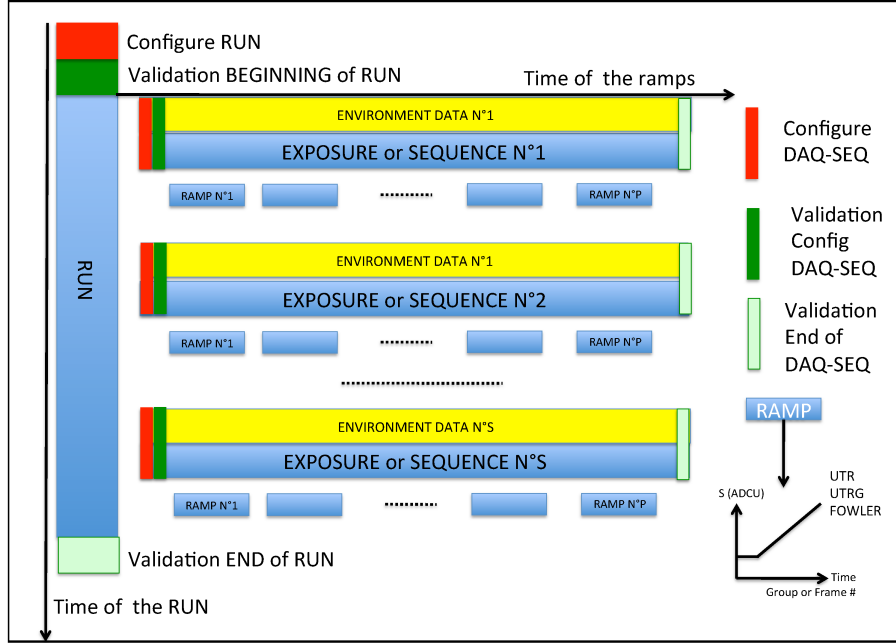 Configure RUN
Validation BEGINNING of RUN
Time of the ramps
ENVIRONMENT DATA N°1
EXPOSURE or SEQUENCE N°1
RAMP N°1
RAMP N°P
ENVIRONMENT DATA N°1
EXPOSURE or SEQUENCE N°2
RAMP N°1
RAMP N°P
ENVIRONMENT DATA N°S
EXPOSURE or SEQUENCE N°S
RAMP N°1
RAMP N°P
RUN
Validation END of RUN
Time of the RUN
Configure
DAQ-SEQ
Validation
Config
DAQ-SEQ
Validation
End of
DAQ-SEQ
RAMP
S (ADCU)
UTR
UTRG
FOWLER
Time
Group or Frame #